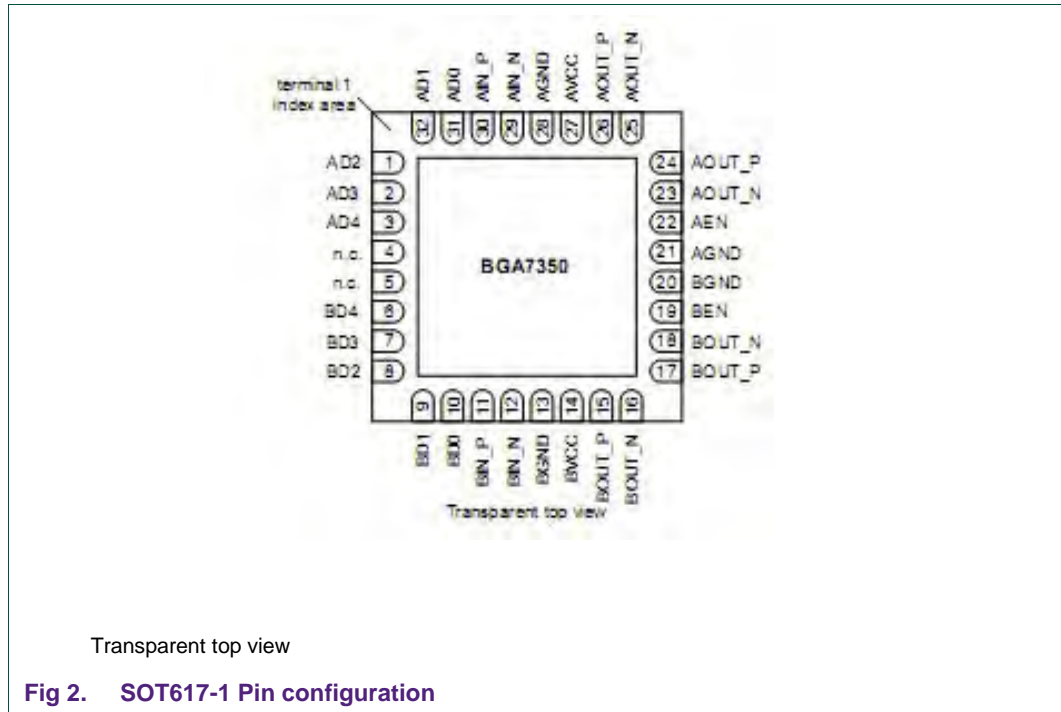 terminal 1
index area
AD1
AD0
AIN_P
AIN_N
AGND
AVCC
AOUT_P
AOUT_N
32
31
30
29
28
27
26
25
AD2 1
AD3 2
AD4 3
n.c. 4
n.c. 5
BD4 6
BD3 7
BD2 8
BGA7350
24 AOUT_P
23 AOUT_N
22 AEN
21 AGND
20 BGND
19 BEN
18 BOUT_N
17 BOUT_P
9
10
11
12
13
14
15
16
BD1
BD0
BIN_P
BIN_N
BGND
BVCC
BOUT_P
BOUT_N
Transparent top view
Transparent top view
Fig 2. SOT617-1 Pin configuration